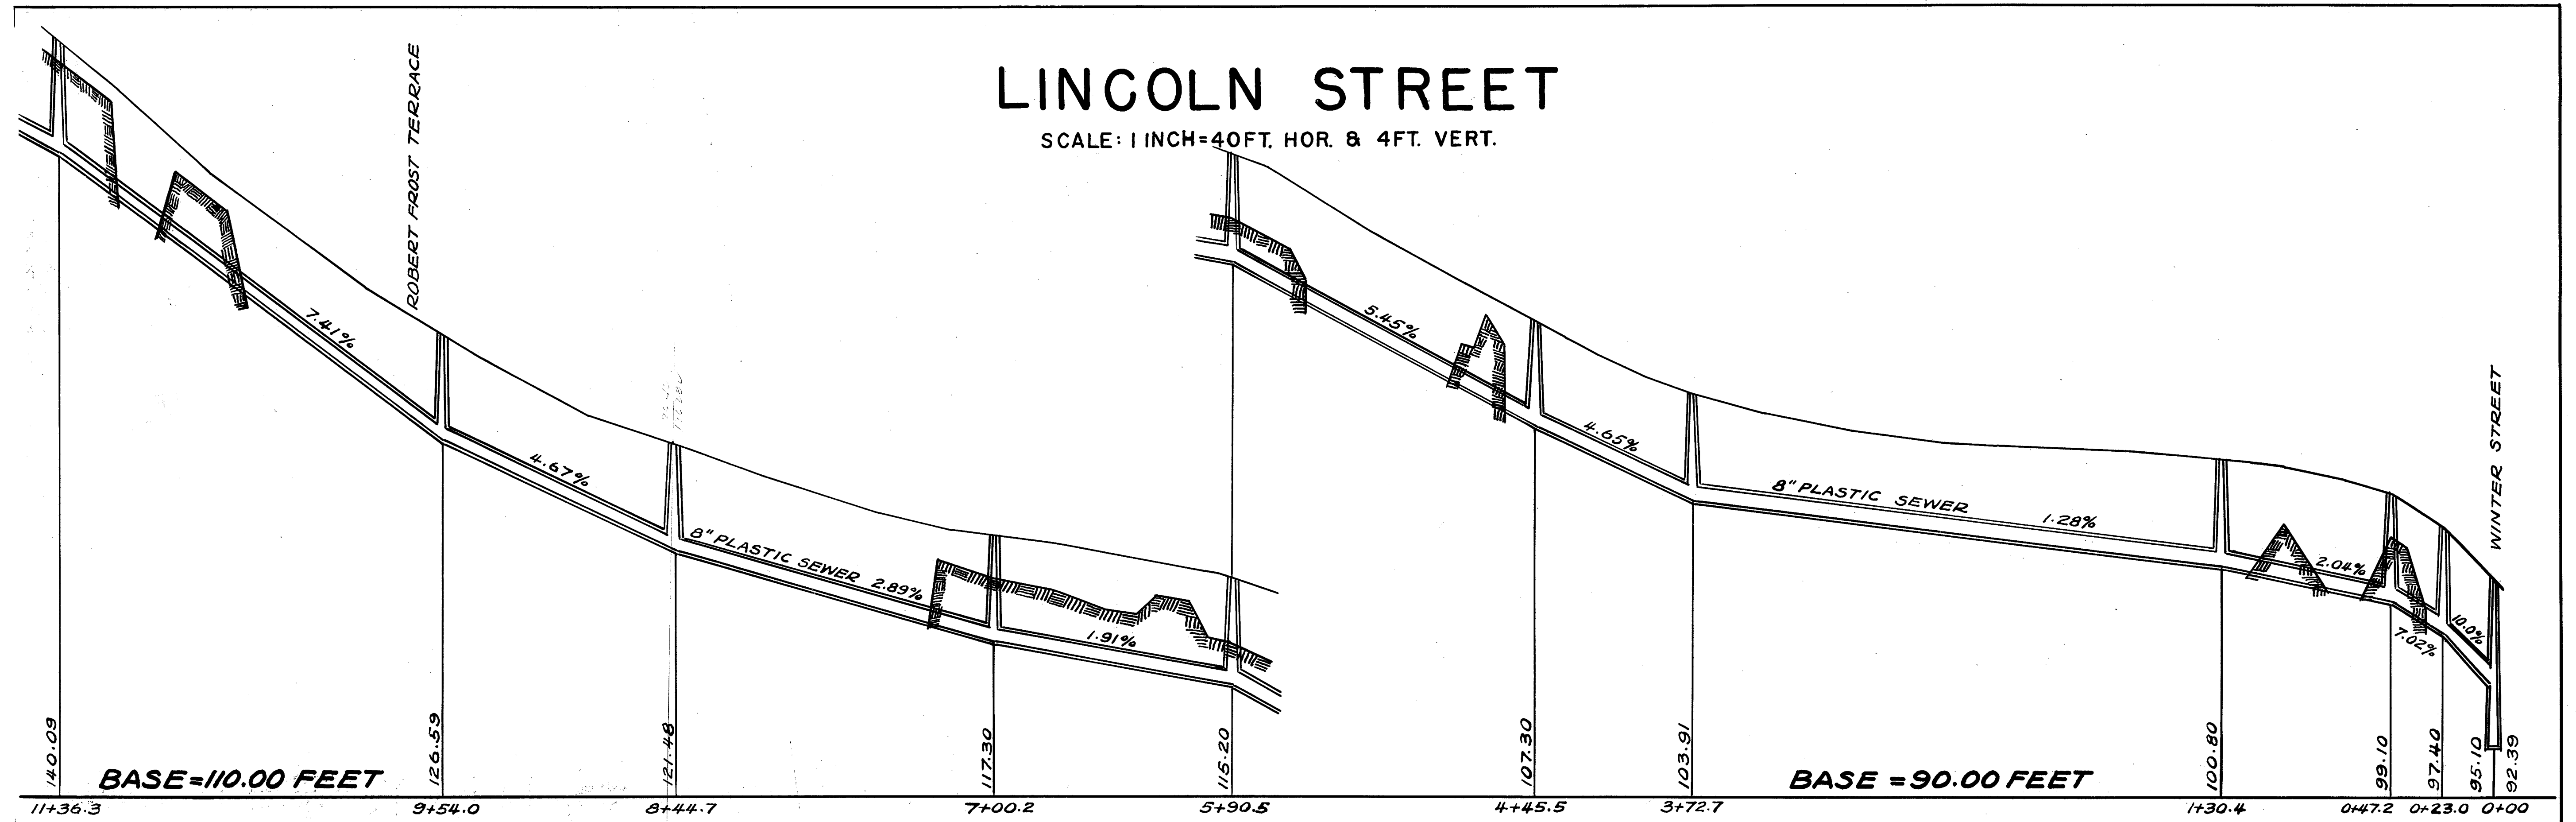 LINCOLN STREET
SCALE: 1 INCH=40FT. HOR. & 4FT. VERT.
ROBERT FROST TERRACE
WINTER STREET
7.41%
4.67%
8" PLASTIC SEWER 2.89%
1.91%
5.45%
4.65%
8" PLASTIC SEWER 1.28%
2.04%
7.02%
10.0%
140.09
126.59
121.48
117.30
115.20
107.30
103.91
100.80
99.10
97.40
95.10
92.39
BASE=110.00 FEET
BASE =90.00 FEET
11+36.3 9+54.0 8+44.7 7+00.2 5+90.5 4+45.5 3+72.7 1+30.4 0+47.2 0+23.0 0+00